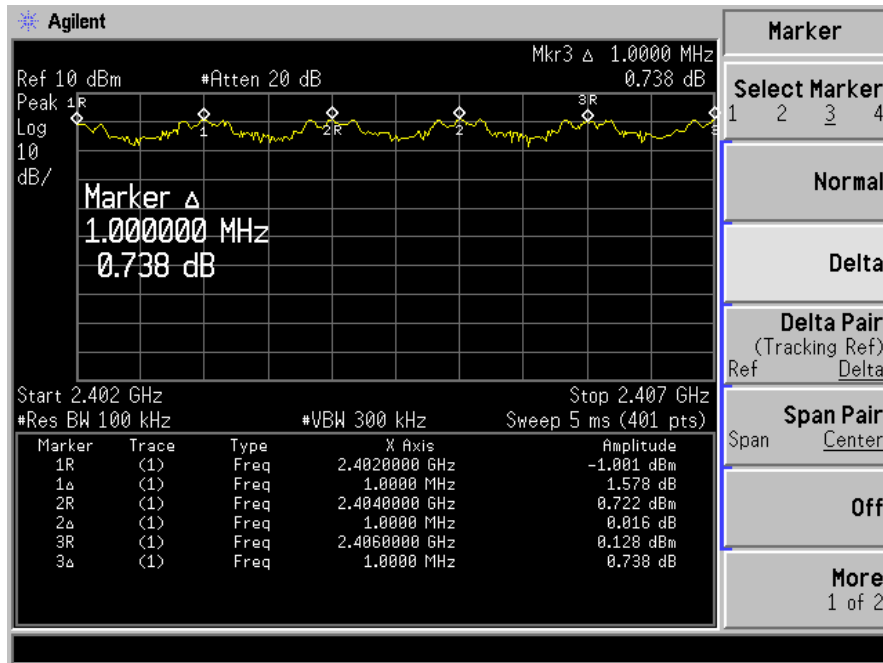 Agilent
Marker
Mkr3 Δ 1.0000 MHz
Ref 10 dBm #Atten 20 dB 0.738 dB
Select Marker
1 2 3 4
Peak
Log
10
dB/
1R
1
2R
2
3R
3
Marker Δ
1.000000 MHz
0.738 dB
Normal
Delta
Delta Pair
(Tracking Ref)
Ref Delta
Start 2.402 GHz Stop 2.407 GHz
#Res BW 100 kHz #VBW 300 kHz Sweep 5 ms (401 pts)
Span Pair
Span Center
Marker Trace Type X Axis Amplitude
1R (1) Freq 2.4020000 GHz -1.001 dBm
1Δ (1) Freq 1.0000 MHz 1.578 dB
2R (1) Freq 2.4040000 GHz 0.722 dBm
2Δ (1) Freq 1.0000 MHz 0.016 dB
3R (1) Freq 2.4060000 GHz 0.128 dBm
3Δ (1) Freq 1.0000 MHz 0.738 dB
Off
More
1 of 2